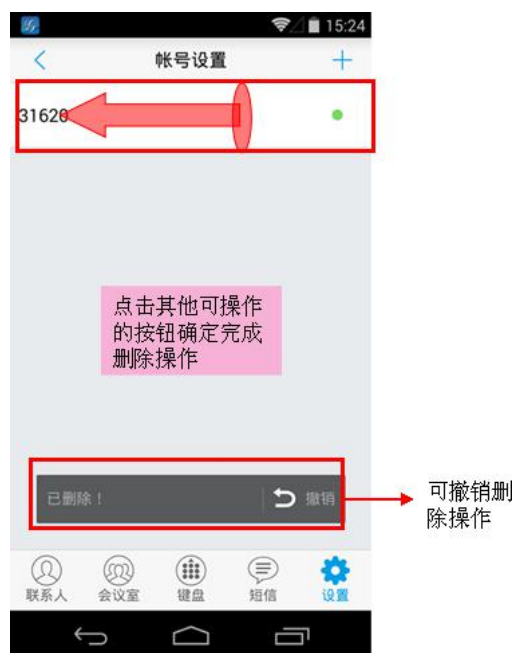 15:24
帐号设置
31620
点击其他可操作
的按钮确定完成
删除操作
已删除！
撤销
可撤销删
除操作
联系人
会议室
键盘
短信
设置